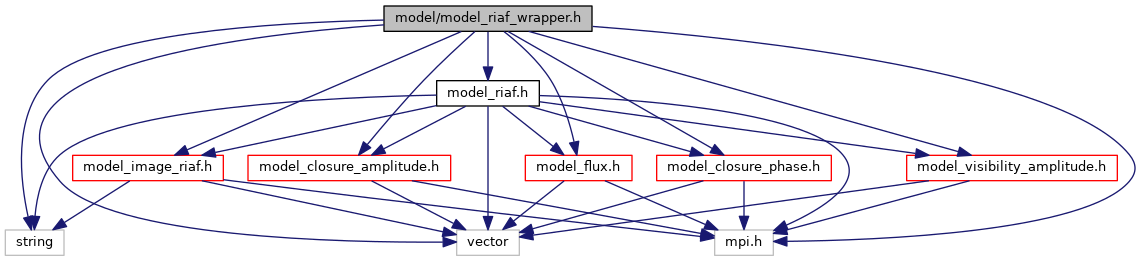 model/model_riaf_wrapper.h
model_riaf.h
model_image_riaf.h
model_closure_amplitude.h
model_flux.h
model_closure_phase.h
model_visibility_amplitude.h
string
vector
mpi.h